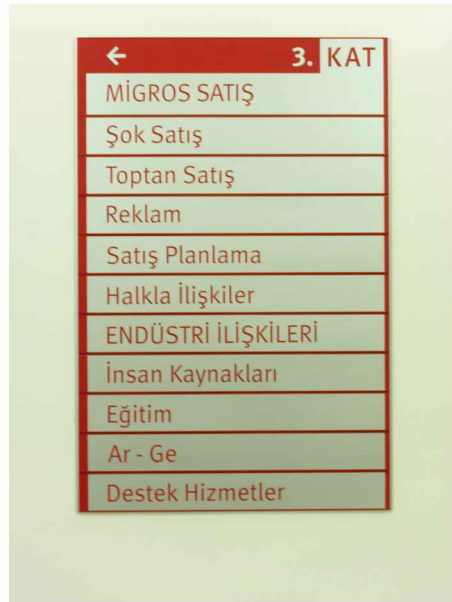 ← 3. KAT
MİGROS SATIŞ
Şok Satış
Toptan Satış
Reklam
Satış Planlama
Halkla İlişkiler
ENDÜSTRİ İLİŞKİLERİ
İnsan Kaynakları
Eğitim
Ar - Ge
Destek Hizmetler